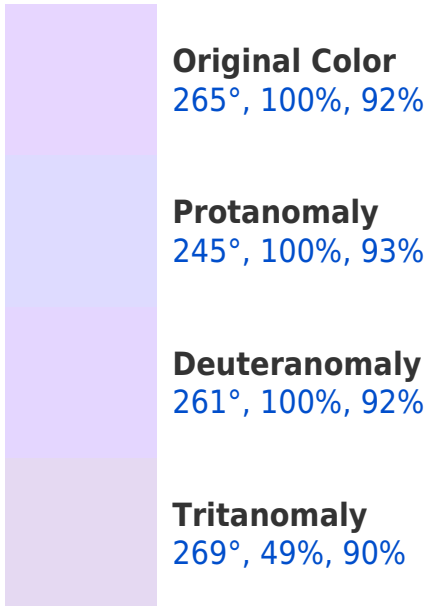 Original Color
265°, 100%, 92%
Protanomaly
245°, 100%, 93%
Deuteranomaly
261°, 100%, 92%
Tritanomaly
269°, 49%, 90%